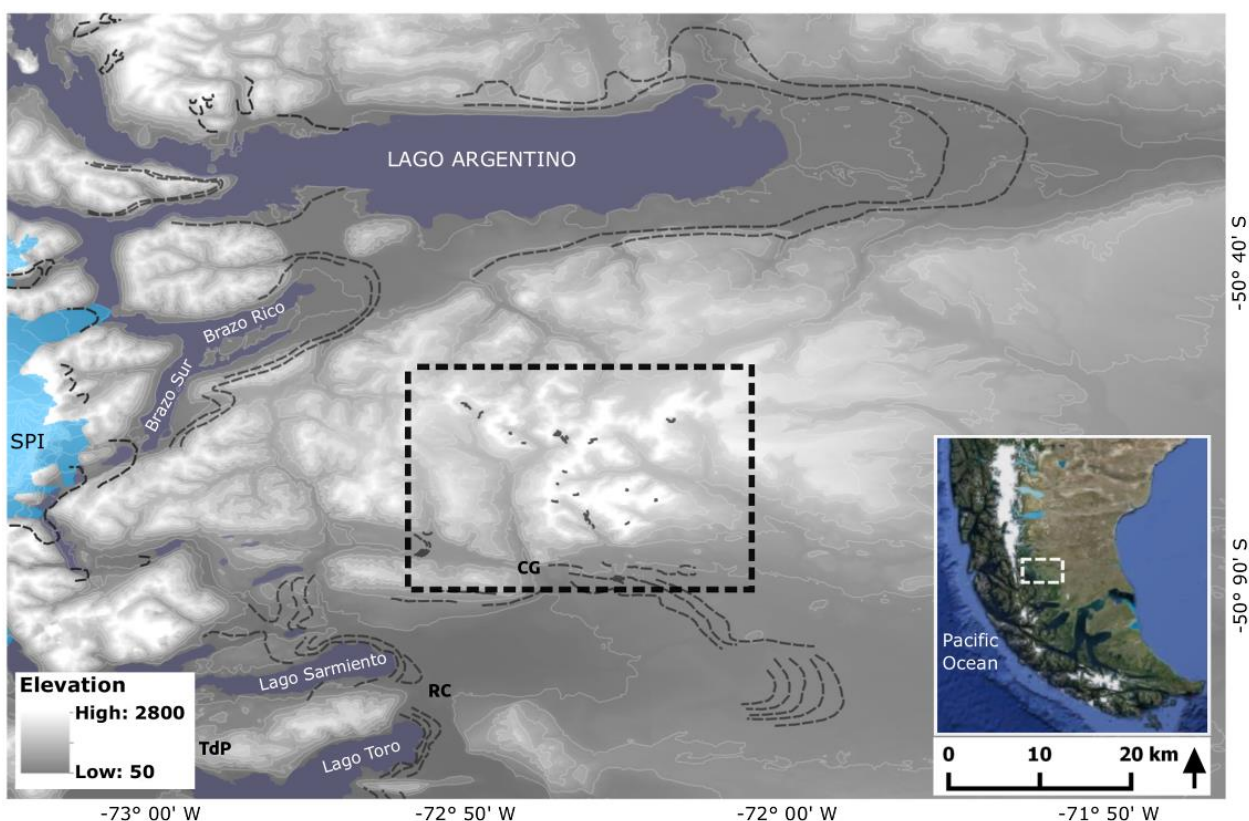 LAGO ARGENTINO
-50° 40' S
Brazo Rico
Brazo Sur
SPI
CG
-50° 90' S
Lago Sarmiento
RC
TdP
Lago Toro
Elevation
High: 2800
Low: 50
Pacific
Ocean
0 10 20 km
-73° 00' W -72° 50' W -72° 00' W -71° 50' W